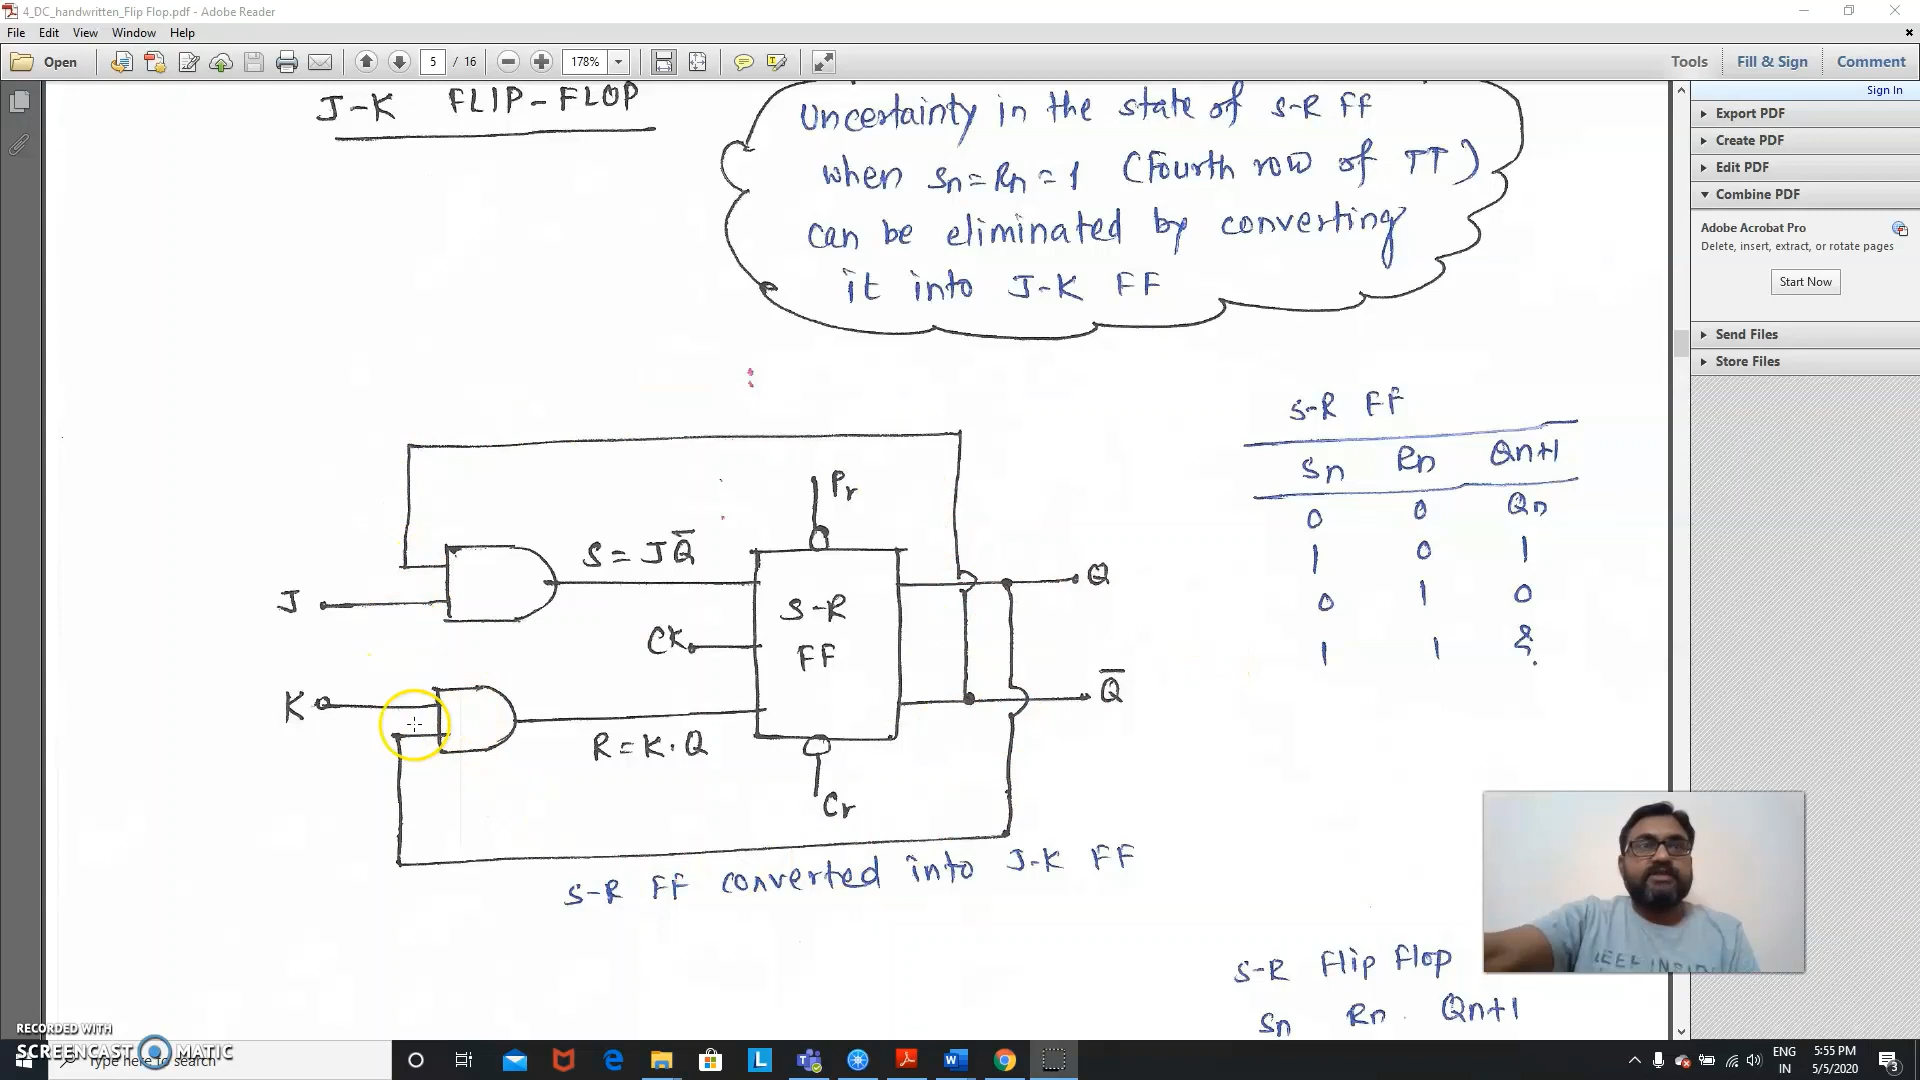 4_DC_handwritten_Flip Flop.pdf - Adobe Reader
File Edit View Window Help
Open 5 / 16 178% Tools Fill & Sign Comment
Sign In
Export PDF
Create PDF
Edit PDF
Combine PDF
Adobe Acrobat Pro
Delete, insert, extract, or rotate pages
Start Now
Send Files
Store Files
J-K FLIP-FLOP
Uncertainty in the state of S-R FF
when Sn=Rn=1 (Fourth row of TT)
can be eliminated by converting
it into J-K FF
S-R FF
Sn Rn Qn+1
0 0 Qn
1 0 1
0 1 0
1 1 ?
Pr
S = J Q̅
J
Q
S-R
FF
CK
K
Q̅
R = K . Q
Cr
S-R FF converted into J-K FF
S-R Flip Flop
Sn Rn Qn+1
RECORDED WITH
SCREENCAST MATIC
Type here to search
ENG
IN
5:55 PM
5/5/2020
3